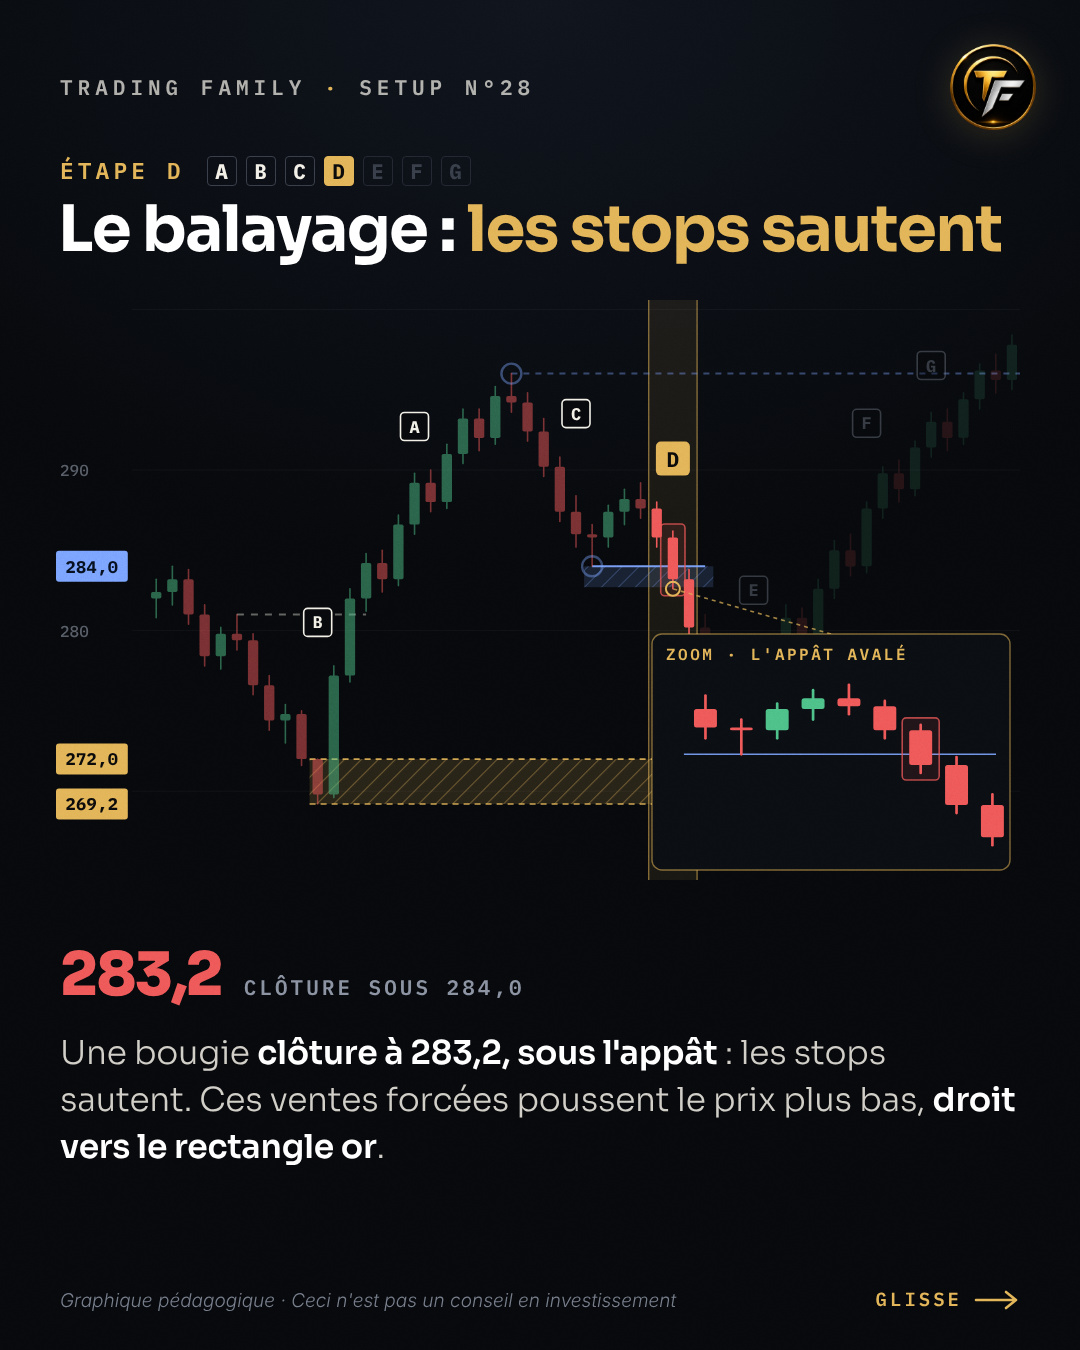 TRADING FAMILY · SETUP N°28
TF
ÉTAPE D A B C D E F G
Le balayage : les stops sautent
G
F
A
C
D
290
284,0
E
B
280
ZOOM · L'APPÂT AVALÉ
272,0
269,2
283,2 CLÔTURE SOUS 284,0
Une bougie clôture à 283,2, sous l'appât : les stops
sautent. Ces ventes forcées poussent le prix plus bas, droit
vers le rectangle or.
Graphique pédagogique · Ceci n'est pas un conseil en investissement
GLISSE →